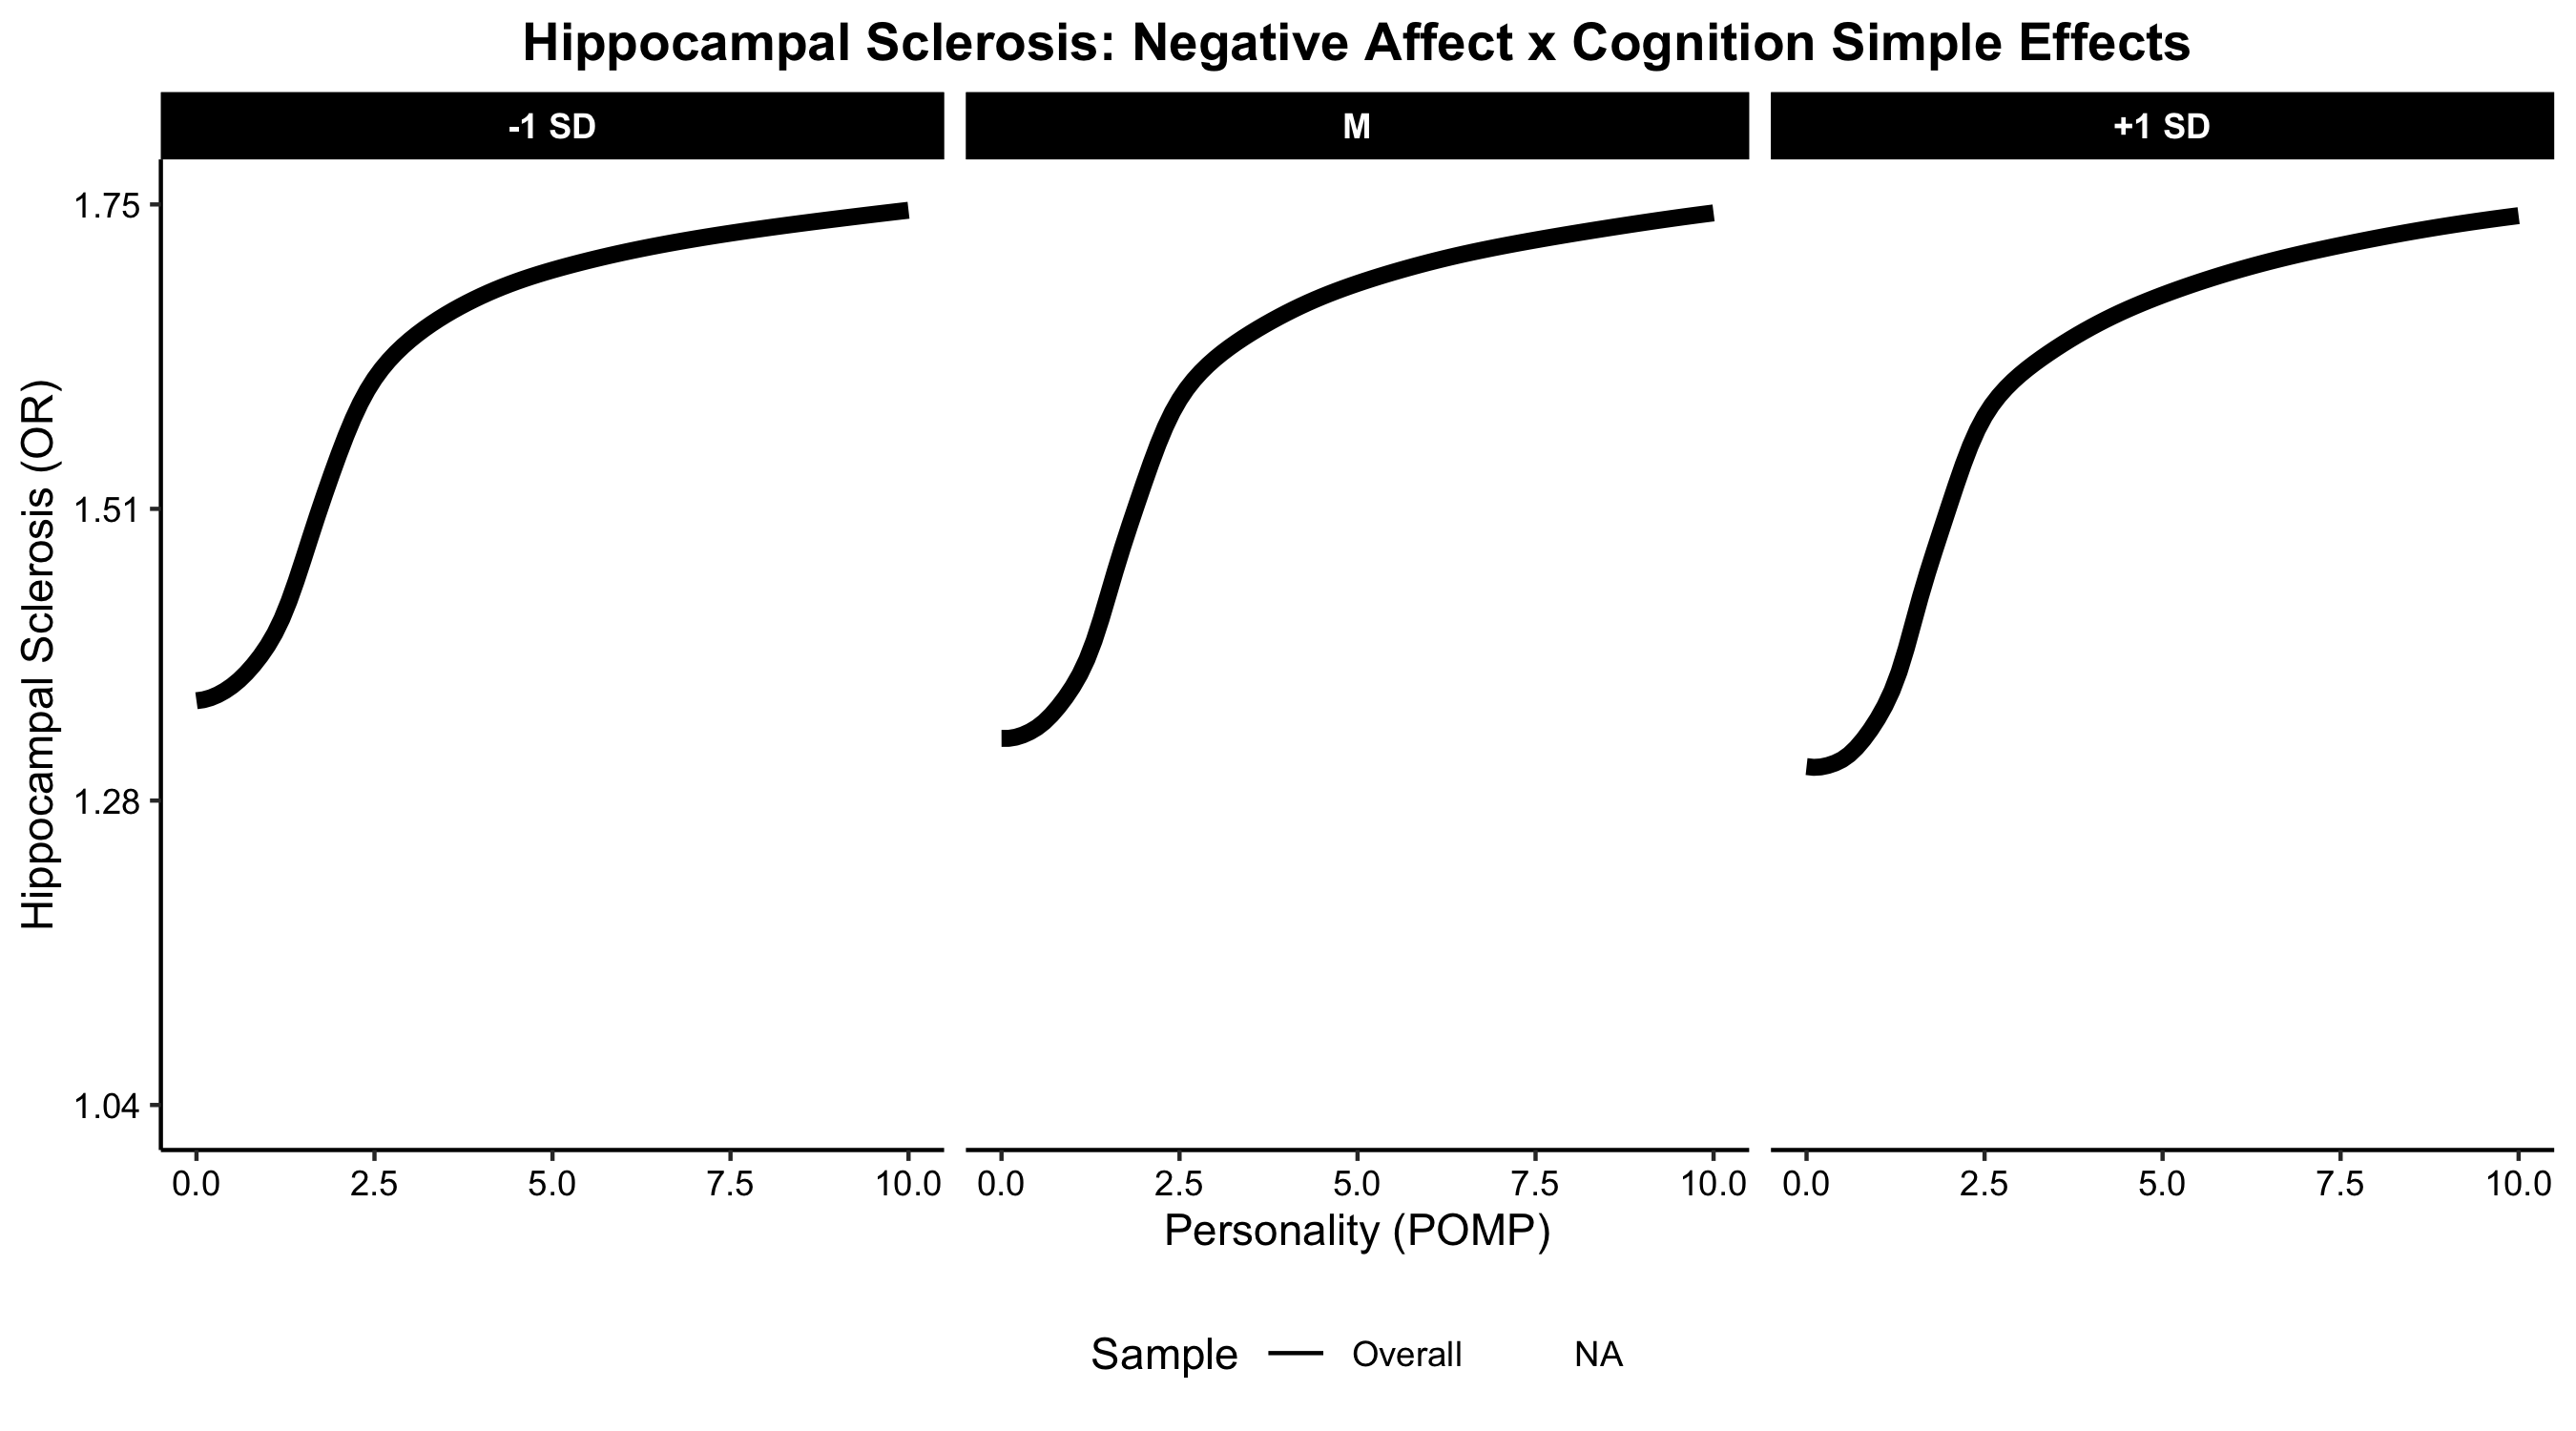 Hippocampal Sclerosis: Negative Affect x Cognition Simple Effects
-1 SD M +1 SD
Hippocampal Sclerosis (OR)
1.75
1.51
1.28
1.04
0.0 2.5 5.0 7.5 10.0 0.0 2.5 5.0 7.5 10.0 0.0 2.5 5.0 7.5 10.0
Personality (POMP)
Sample Overall NA